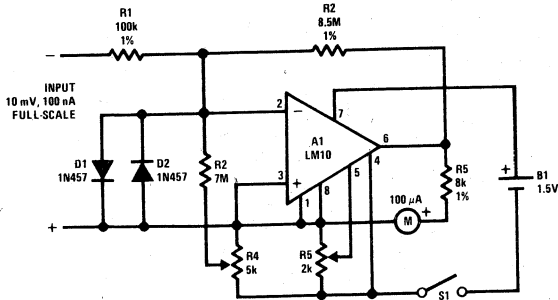 R1
100k
1%
R2
8.5M
1%
−
INPUT
10 mV, 100 nA
FULL-SCALE
2
−
7
A1
LM10
6
D1
1N457
D2
1N457
R2
7M
3
+
1
8
5
4
R5
8k
1%
+
B1
1.5V
100 μA
+
M
+
R4
5k
R5
2k
S1